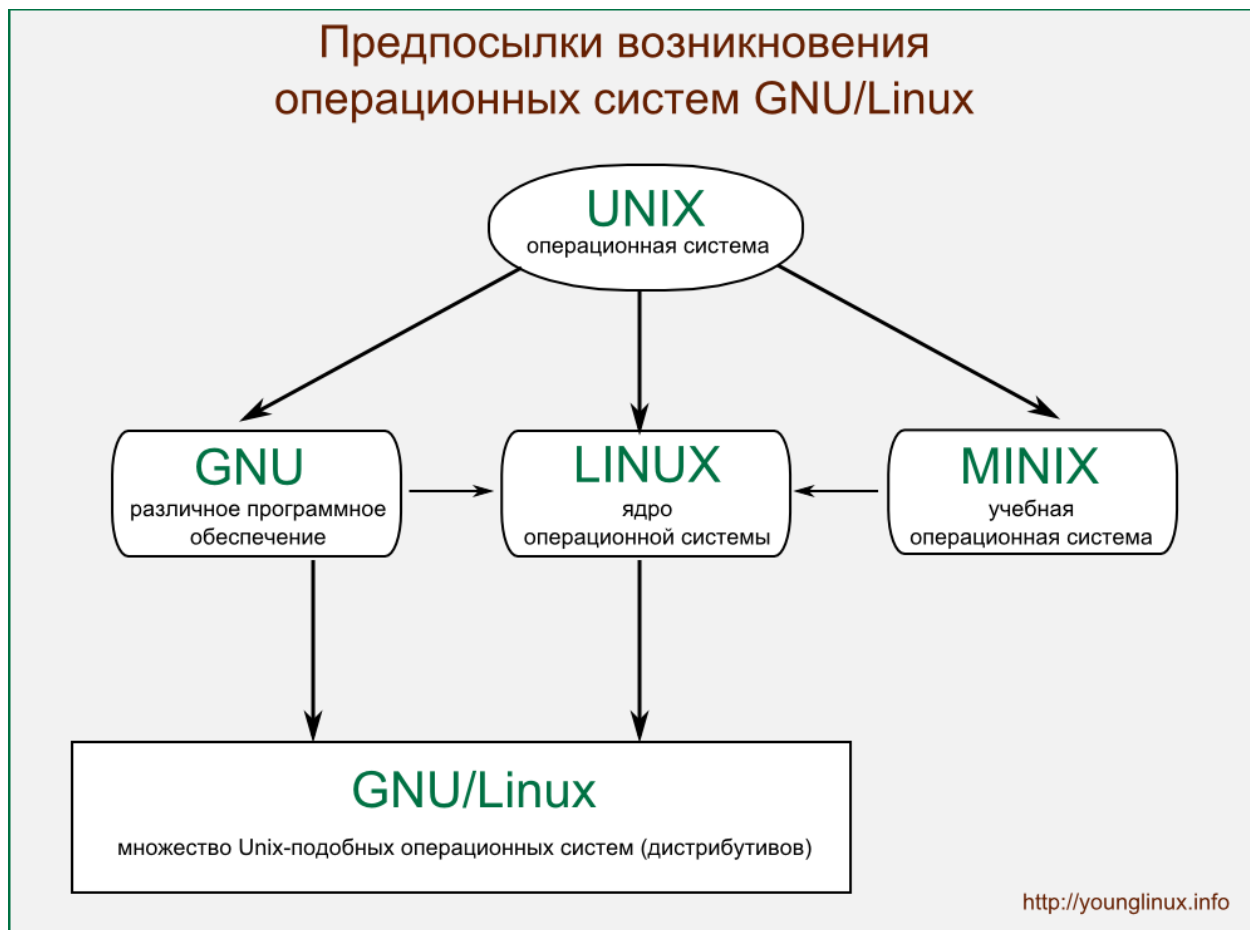 Предпосылки возникновения
операционных систем GNU/Linux
UNIX
операционная система
GNU
различное программное
обеспечение
LINUX
ядро
операционной системы
MINIX
учебная
операционная система
GNU/Linux
множество Unix-подобных операционных систем (дистрибутивов)
http://younglinux.info